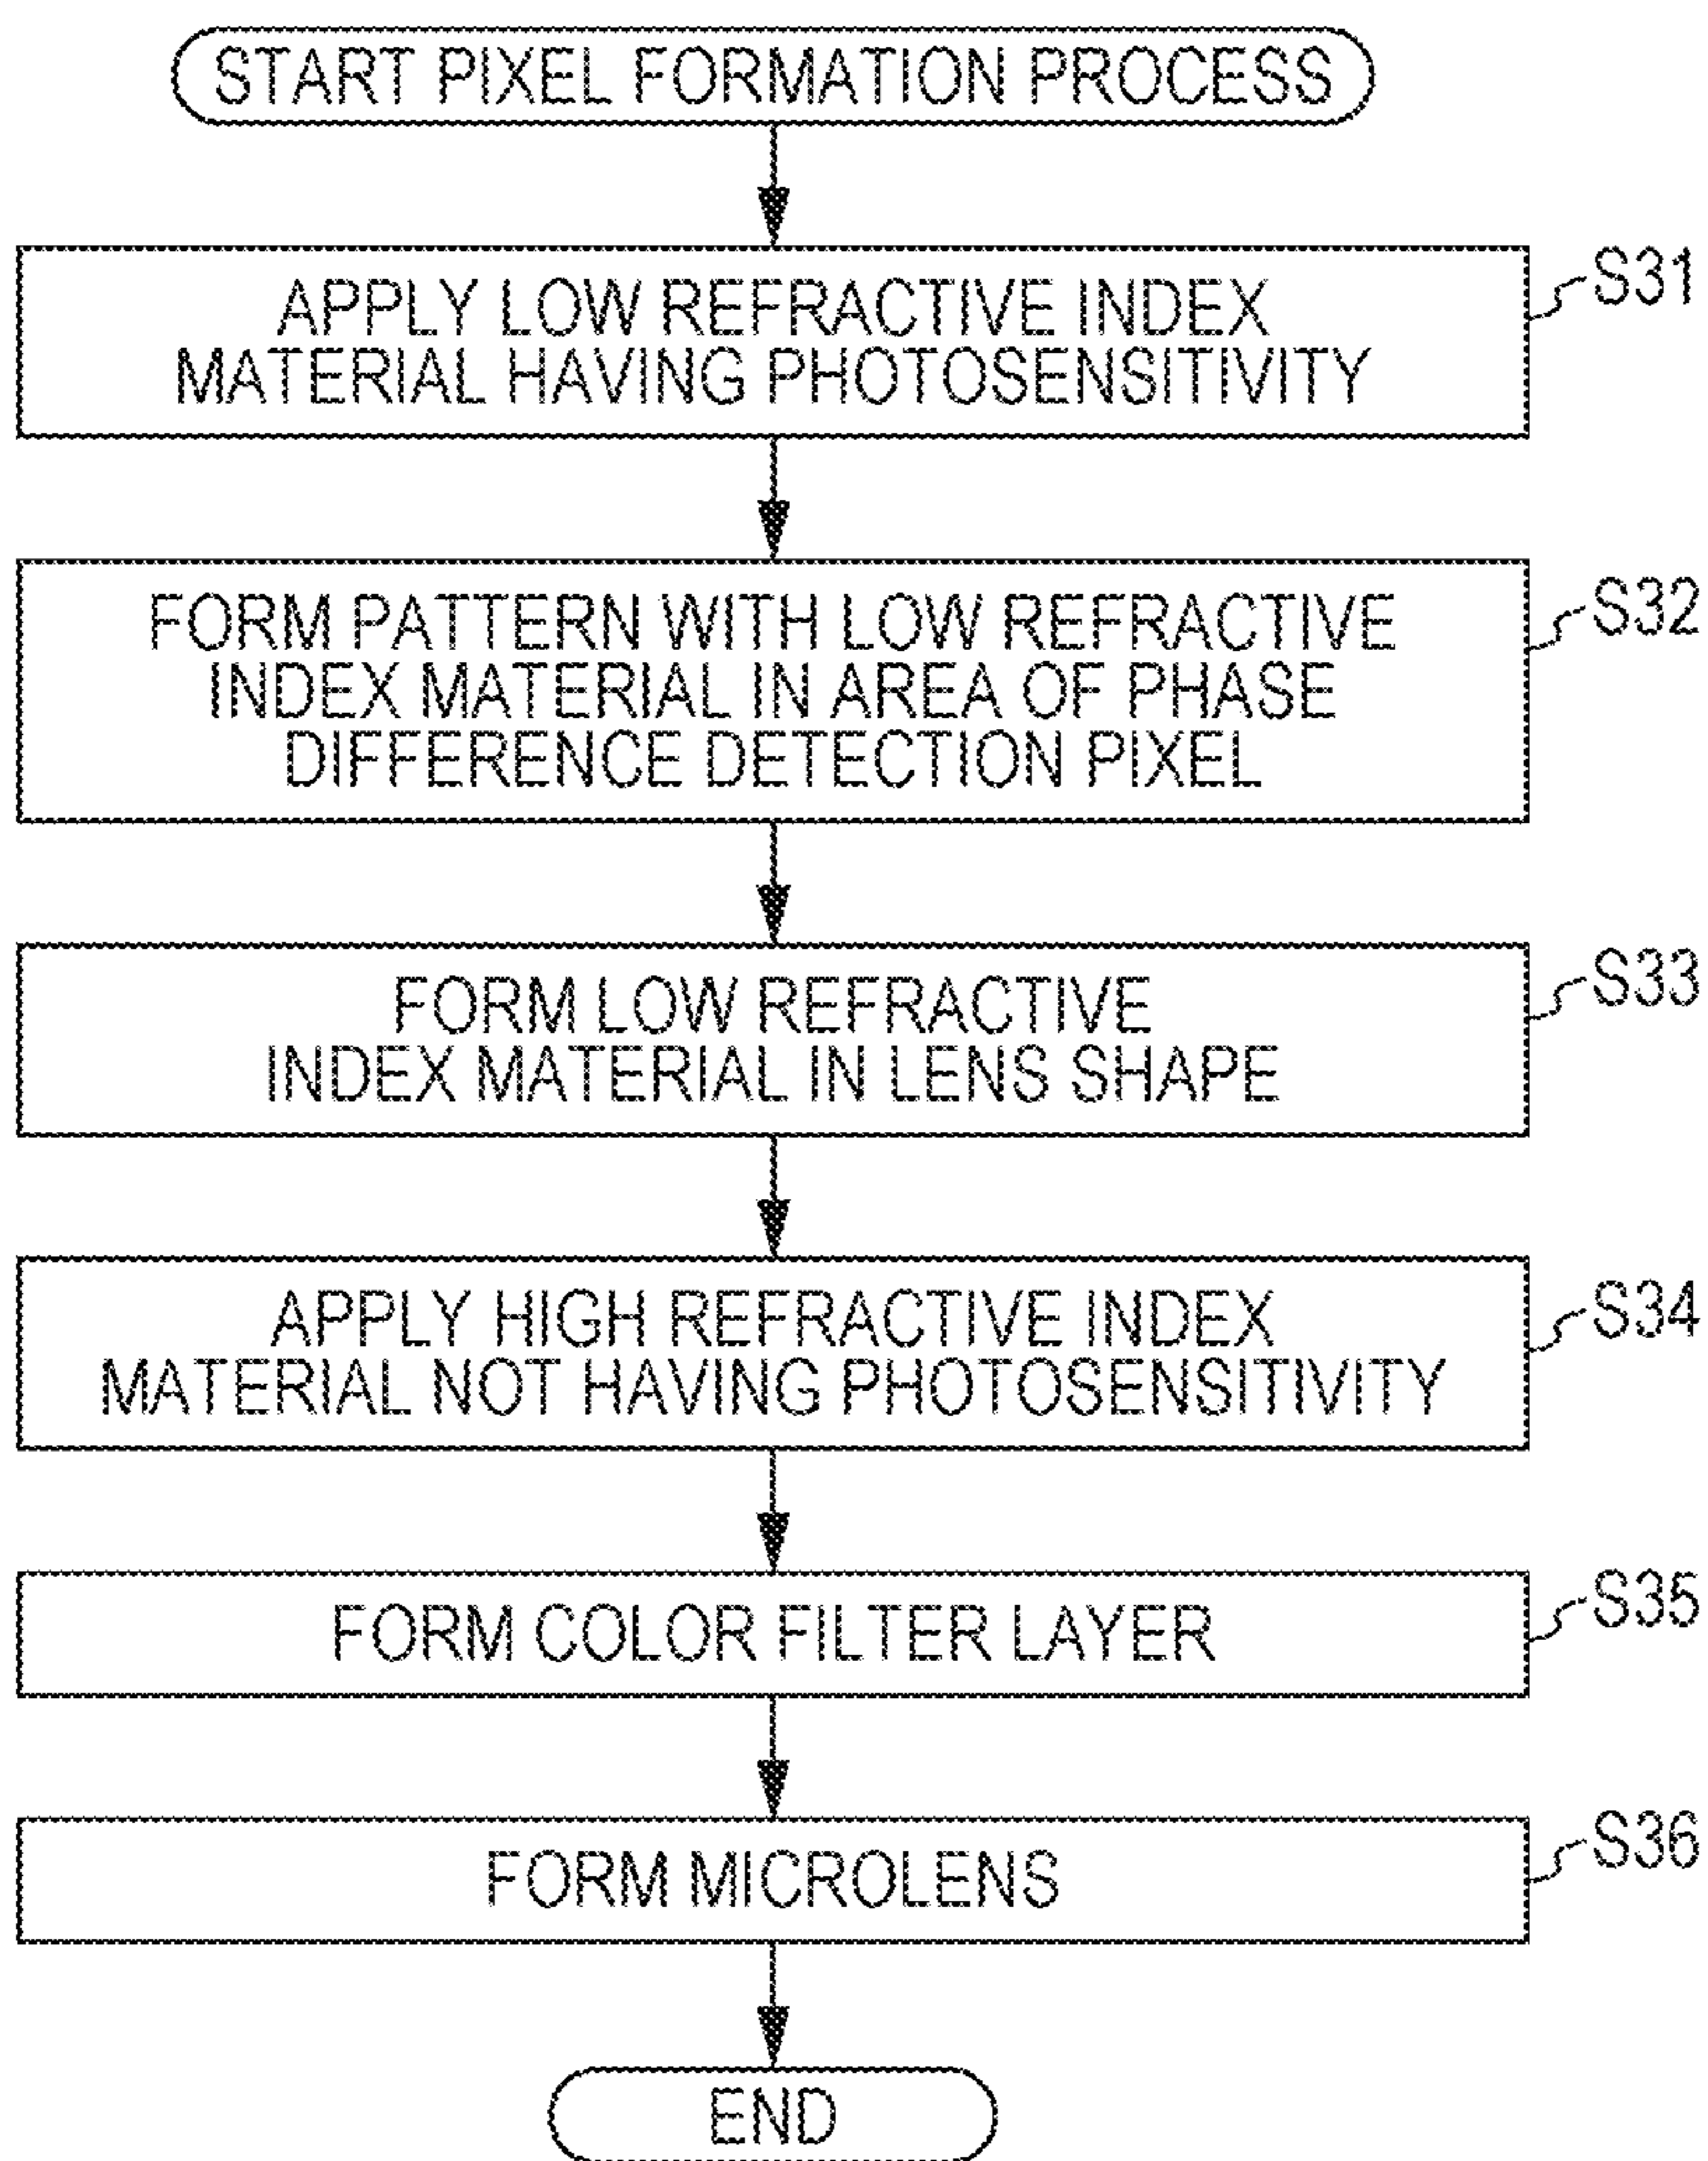 START PIXEL FORMATION PROCESS
S31
APPLY LOW REFRACTIVE INDEX
MATERIAL HAVING PHOTOSENSITIVITY
S32
FORM PATTERN WITH LOW REFRACTIVE
INDEX MATERIAL IN AREA OF PHASE
DIFFERENCE DETECTION PIXEL
S33
FORM LOW REFRACTIVE
INDEX MATERIAL IN LENS SHAPE
S34
APPLY HIGH REFRACTIVE INDEX
MATERIAL NOT HAVING PHOTOSENSITIVITY
S35
FORM COLOR FILTER LAYER
S36
FORM MICROLENS
END